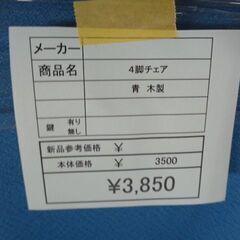 メーカー
商品名 4脚チェア
青 木製
鍵 有り
無し
新品参考価格 ¥
本体価格 ¥ 3500
¥3,850